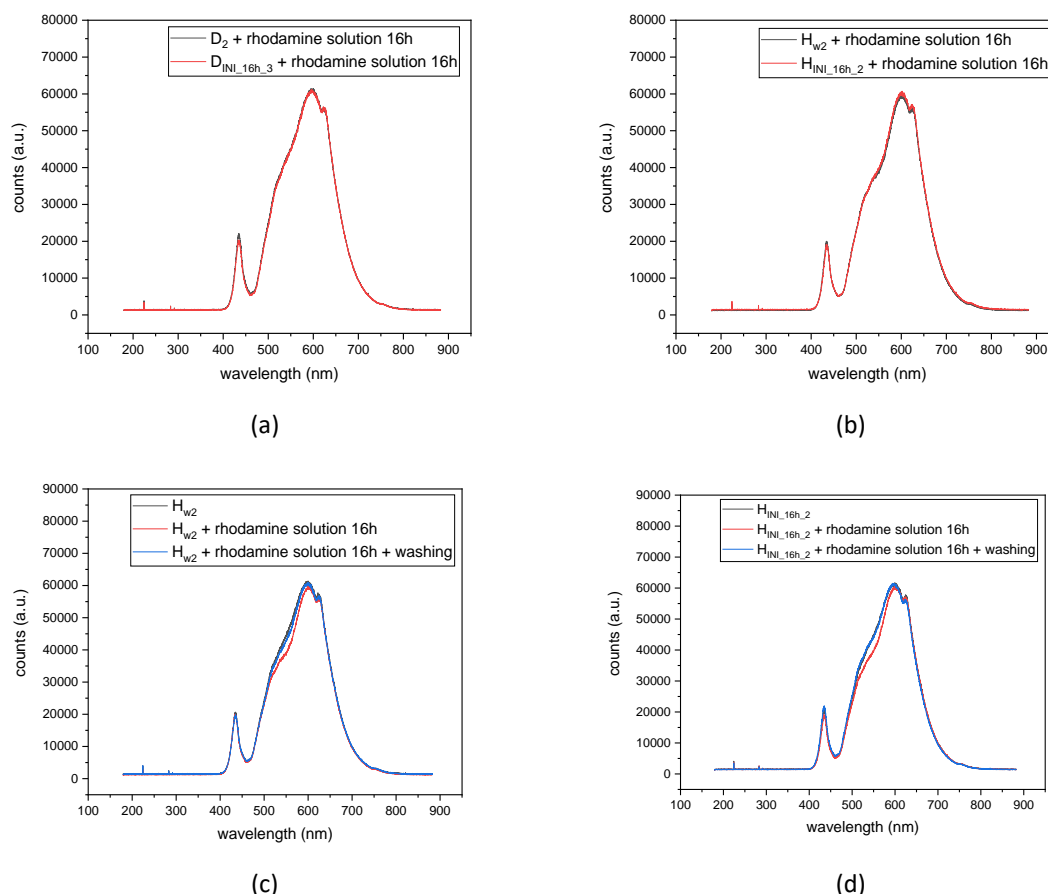 80000
70000
60000
50000
40000
30000
20000
10000
0
counts (a.u.)
D2 + rhodamine solution 16h
DINI_16h_3 + rhodamine solution 16h
100 200 300 400 500 600 700 800 900
wavelength (nm)
(a)
80000
70000
60000
50000
40000
30000
20000
10000
0
counts (a.u.)
Hw2 + rhodamine solution 16h
HINI_16h_2 + rhodamine solution 16h
100 200 300 400 500 600 700 800 900
wavelength (nm)
(b)
90000
80000
70000
60000
50000
40000
30000
20000
10000
0
counts (a.u.)
Hw2
Hw2 + rhodamine solution 16h
Hw2 + rhodamine solution 16h + washing
100 200 300 400 500 600 700 800 900
wavelength (nm)
(c)
90000
80000
70000
60000
50000
40000
30000
20000
10000
0
counts (a.u.)
HINI_16h_2
HINI_16h_2 + rhodamine solution 16h
HINI_16h_2 + rhodamine solution 16h + washing
100 200 300 400 500 600 700 800 900
wavelength (nm)
(d)